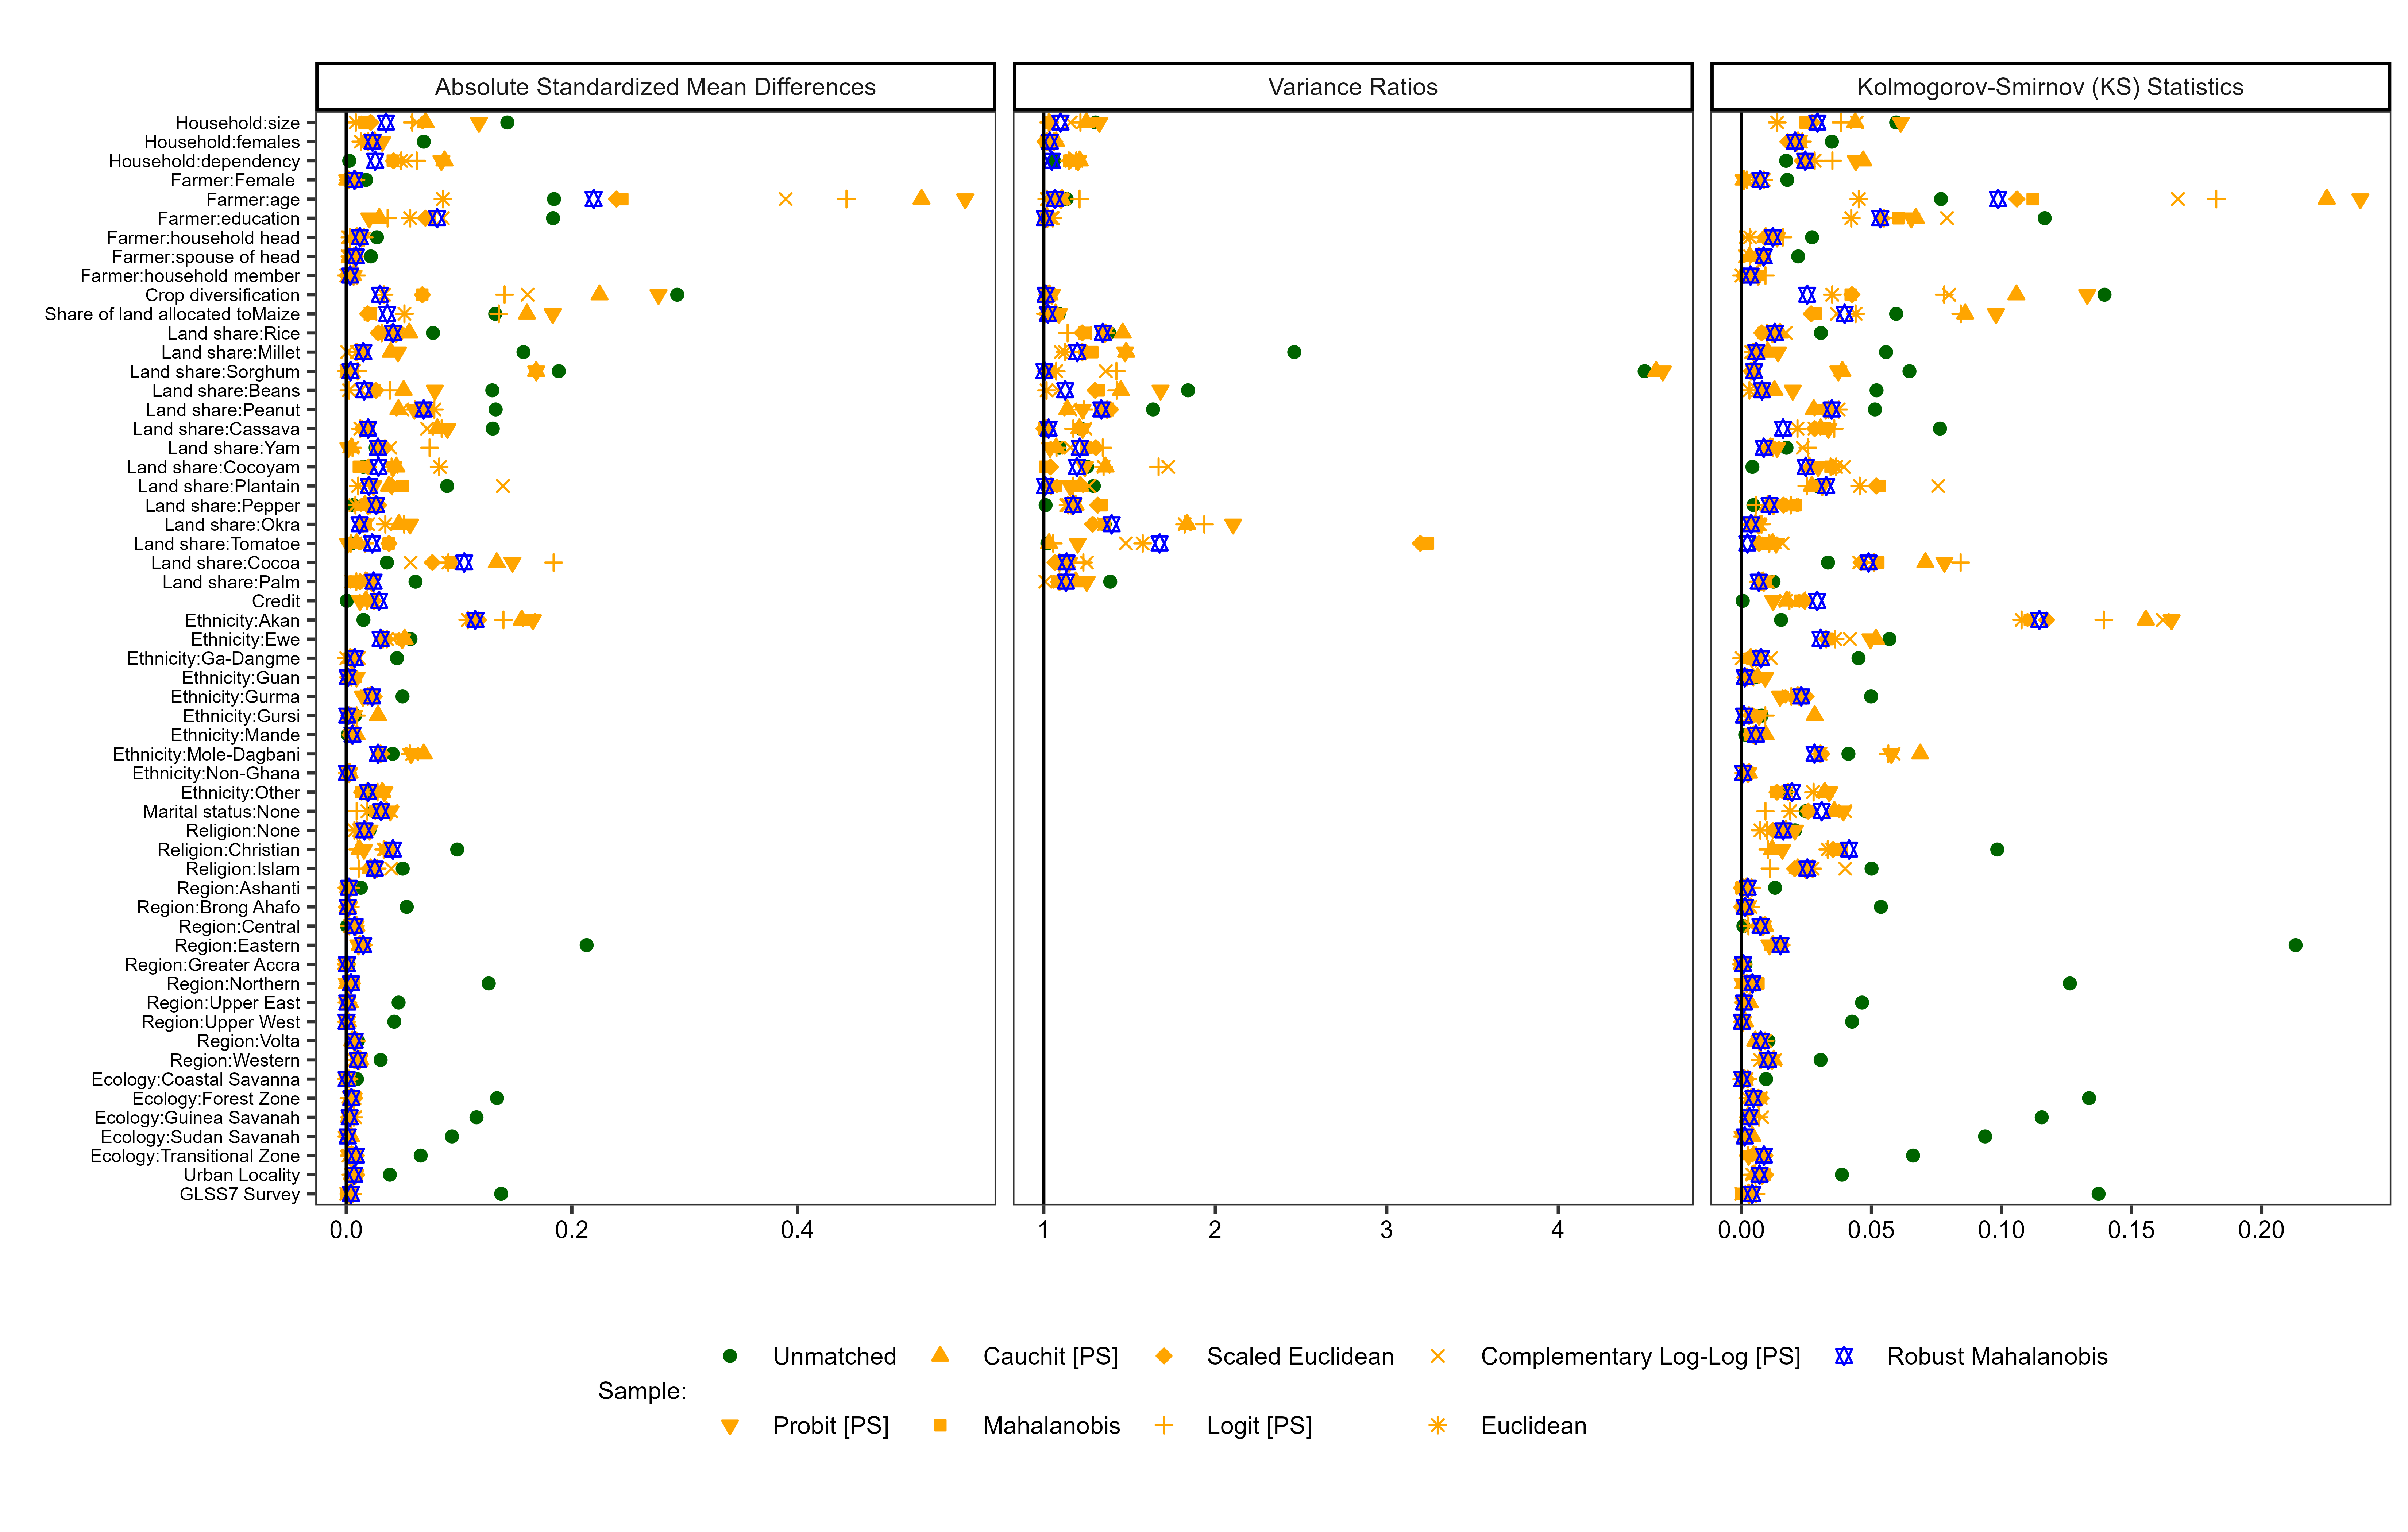 Absolute Standardized Mean Differences
Variance Ratios
Kolmogorov-Smirnov (KS) Statistics
Household:size
Household:females
Household:dependency
Farmer:Female
Farmer:age
Farmer:education
Farmer:household head
Farmer:spouse of head
Farmer:household member
Crop diversification
Share of land allocated toMaize
Land share:Rice
Land share:Millet
Land share:Sorghum
Land share:Beans
Land share:Peanut
Land share:Cassava
Land share:Yam
Land share:Cocoyam
Land share:Plantain
Land share:Pepper
Land share:Okra
Land share:Tomatoe
Land share:Cocoa
Land share:Palm
Credit
Ethnicity:Akan
Ethnicity:Ewe
Ethnicity:Ga-Dangme
Ethnicity:Guan
Ethnicity:Gurma
Ethnicity:Gursi
Ethnicity:Mande
Ethnicity:Mole-Dagbani
Ethnicity:Non-Ghana
Ethnicity:Other
Marital status:None
Religion:None
Religion:Christian
Religion:Islam
Region:Ashanti
Region:Brong Ahafo
Region:Central
Region:Eastern
Region:Greater Accra
Region:Northern
Region:Upper East
Region:Upper West
Region:Volta
Region:Western
Ecology:Coastal Savanna
Ecology:Forest Zone
Ecology:Guinea Savanah
Ecology:Sudan Savanah
Ecology:Transitional Zone
Urban Locality
GLSS7 Survey
0.0 0.2 0.4
1 2 3 4
0.00 0.05 0.10 0.15 0.20
Sample:
Unmatched Cauchit [PS] Scaled Euclidean Complementary Log-Log [PS] Robust Mahalanobis
Probit [PS] Mahalanobis Logit [PS] Euclidean